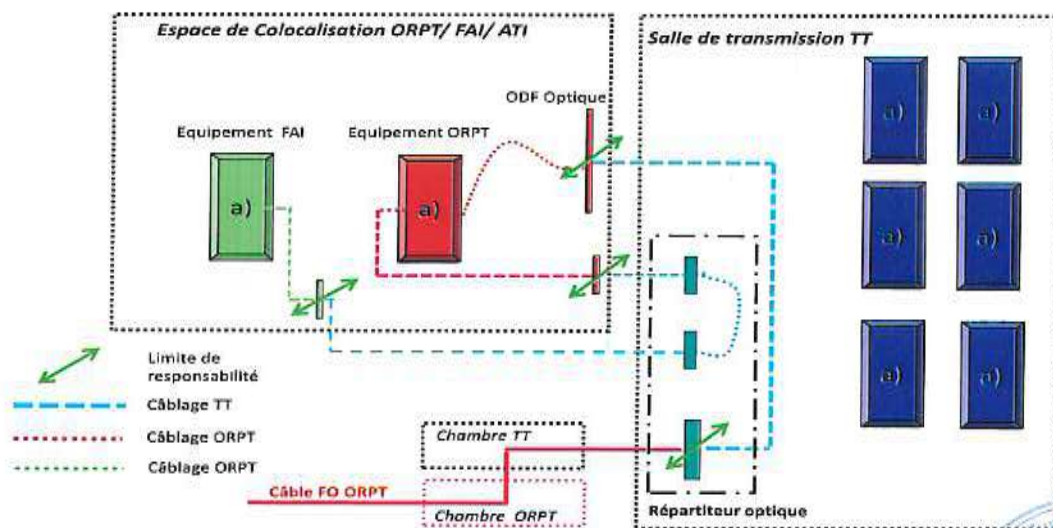 Espace de Colocalisation ORPT/ FAI/ ATI
Salle de transmission TT
ODF Optique
Equipement FAI
Equipement ORPT
a)
a)
a)
a)
a)
a)
a)
a)
Limite de
responsabilité
Câblage TT
Câblage ORPT
Câblage ORPT
Chambre TT
Câble FO ORPT
Chambre ORPT
Répartiteur optique